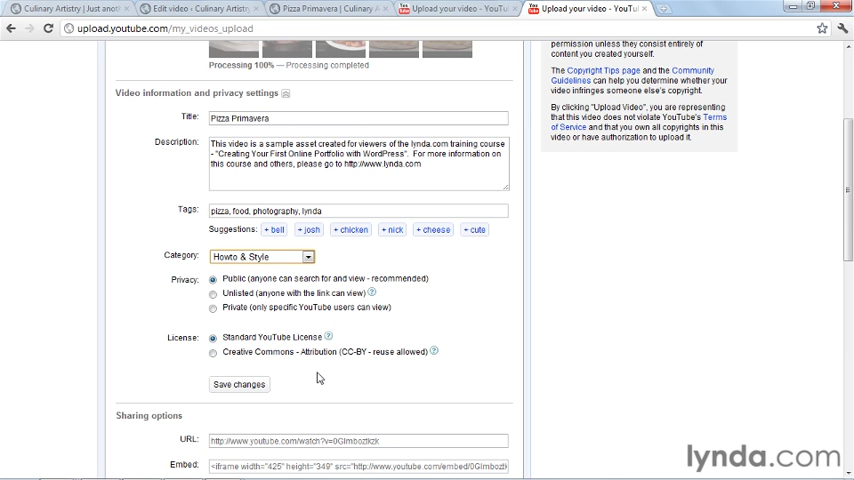 Culinary Artistry | Just anot
Edit video ‹ Culinary Artistry
Pizza Primavera | Culinary A
Upload your video - YouTu
Upload your video - YouTu
upload.youtube.com/my_videos_upload
Processing 100% — Processing completed
Video information and privacy settings
Title: Pizza Primavera
Description: This video is a sample asset created for viewers of the lynda.com training course
- "Creating Your First Online Portfolio with WordPress". For more information on
this course and others, please go to http://www.lynda.com
Tags: pizza, food, photography, lynda
Suggestions: + bell + josh + chicken + nick + cheese + cute
Category: Howto & Style
Privacy: Public (anyone can search for and view - recommended)
Unlisted (anyone with the link can view) ?
Private (only specific YouTube users can view)
License: Standard YouTube License ?
Creative Commons - Attribution (CC-BY - reuse allowed) ?
Save changes
Sharing options
URL: http://www.youtube.com/watch?v=0GImboztkzk
Embed: <iframe width="425" height="349" src="http://www.youtube.com/embed/0GImboztk
permission unless they consist entirely of
content you created yourself.
The Copyright Tips page and the Community
Guidelines can help you determine whether your
video infringes someone else's copyright.
By clicking "Upload Video", you are representing
that this video does not violate YouTube's Terms
of Service and that you own all copyrights in this
video or have authorization to upload it.
lynda.com